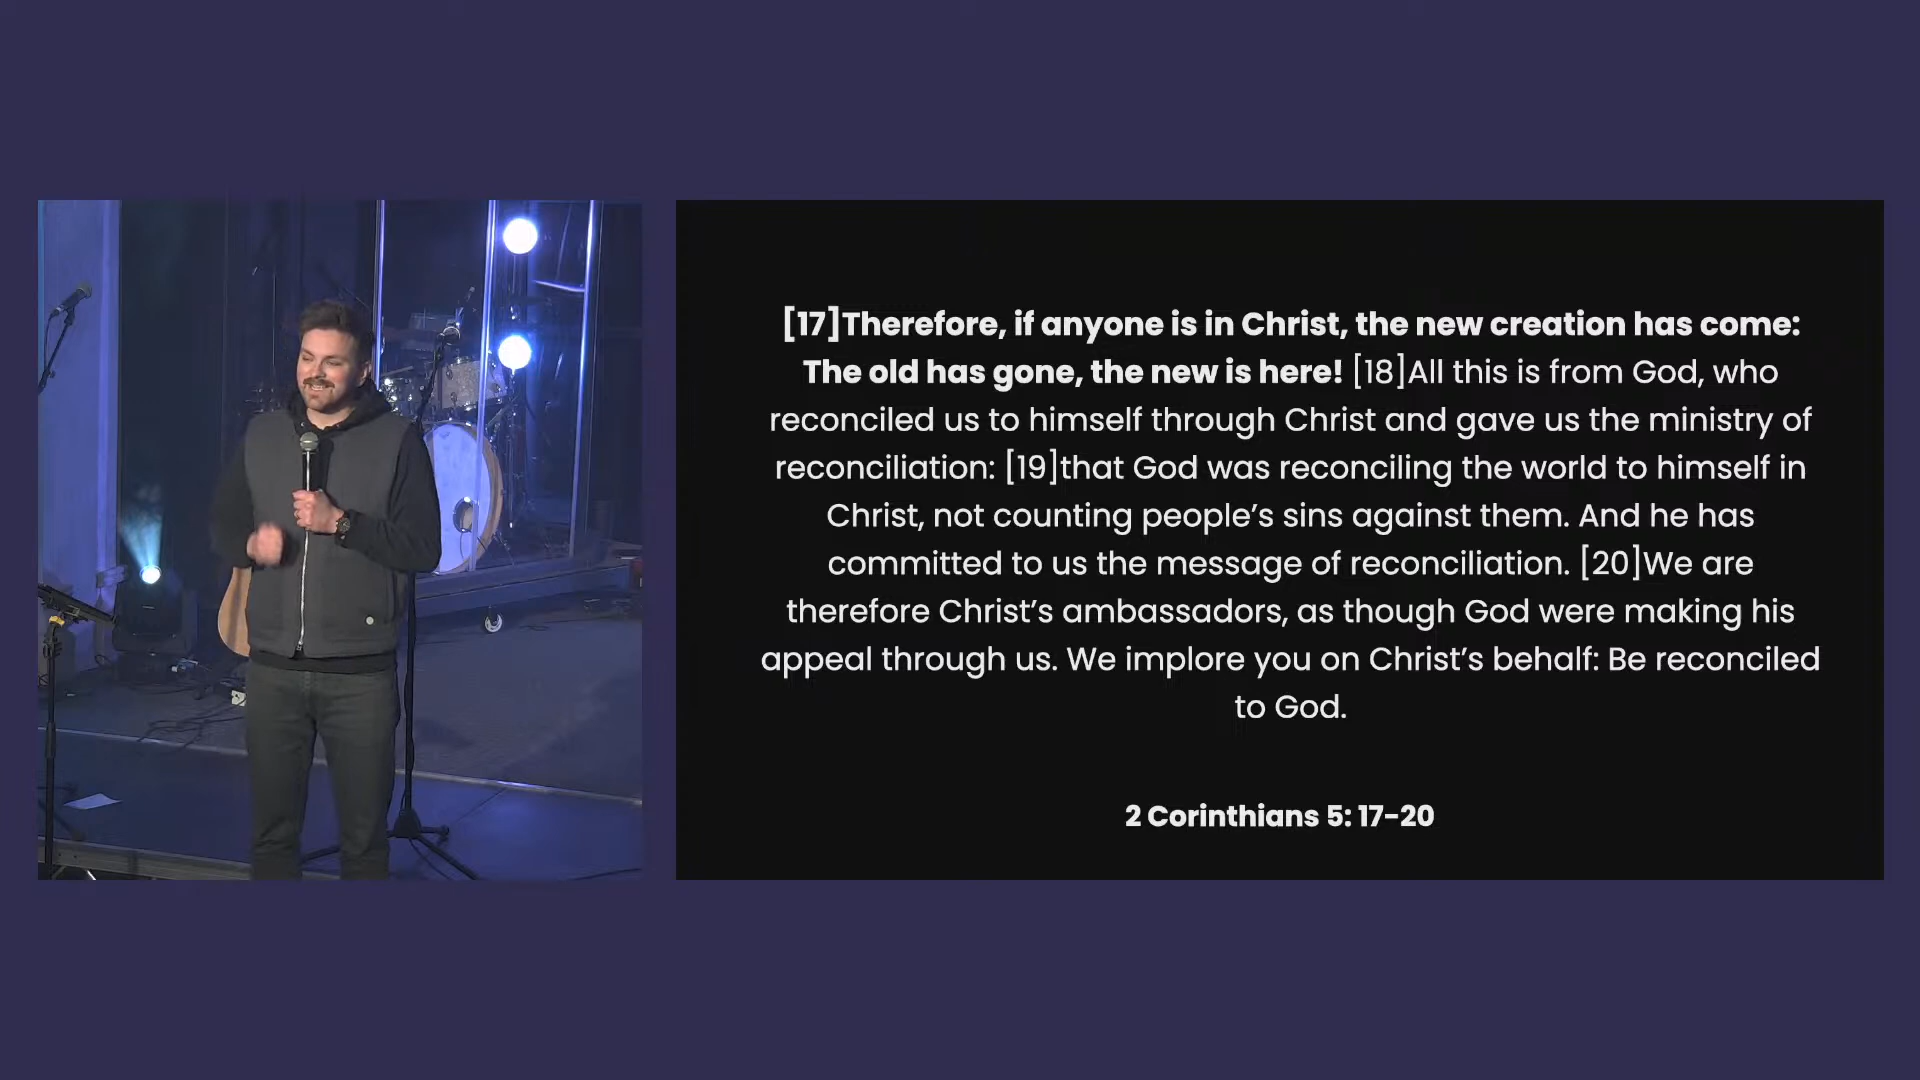 [17]Therefore, if anyone is in Christ, the new creation has come:
The old has gone, the new is here! [18]All this is from God, who
reconciled us to himself through Christ and gave us the ministry of
reconciliation: [19]that God was reconciling the world to himself in
Christ, not counting people’s sins against them. And he has
committed to us the message of reconciliation. [20]We are
therefore Christ’s ambassadors, as though God were making his
appeal through us. We implore you on Christ’s behalf: Be reconciled
to God.
2 Corinthians 5: 17-20